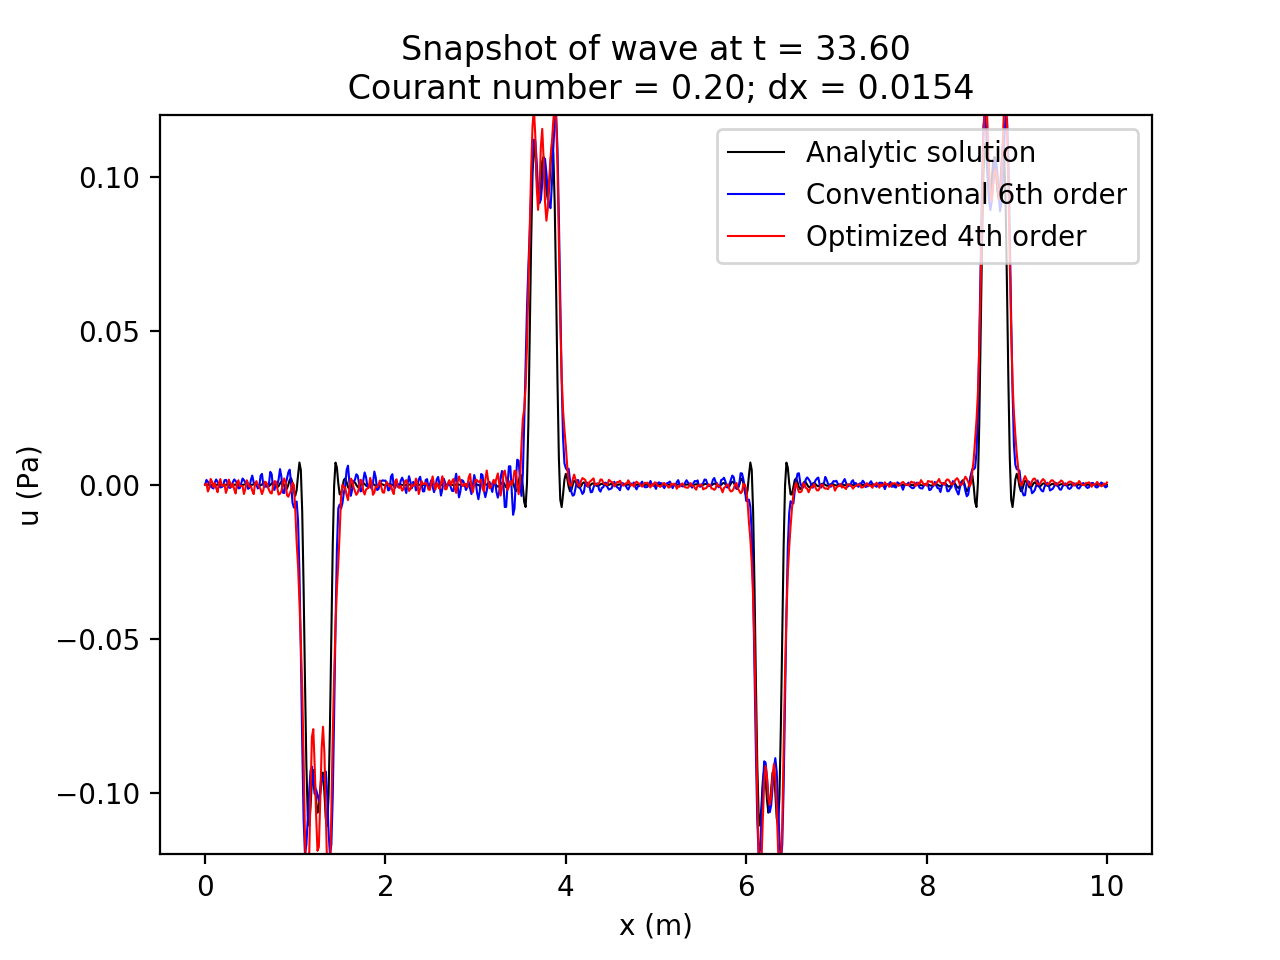 Snapshot of wave at t = 33.60
Courant number = 0.20; dx = 0.0154
Analytic solution
Conventional 6th order
Optimized 4th order
u (Pa)
0.10
0.05
0.00
−0.05
−0.10
0 2 4 6 8 10
x (m)